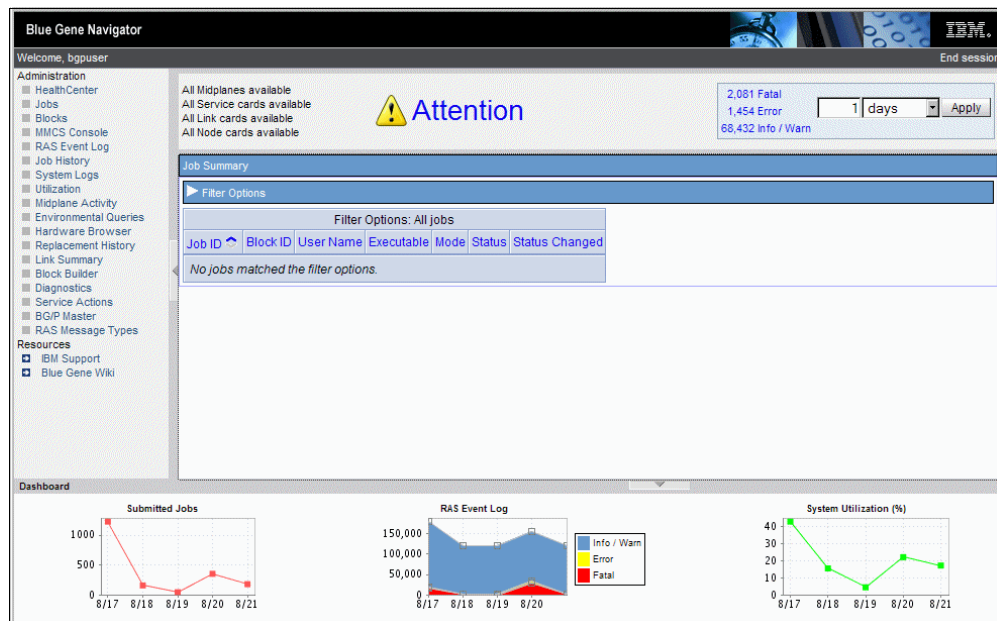 Blue Gene Navigator
IBM.
Welcome, bgpuser
End session
Administration
HealthCenter
Jobs
Blocks
MMCS Console
RAS Event Log
Job History
System Logs
Utilization
Midplane Activity
Environmental Queries
Hardware Browser
Replacement History
Link Summary
Block Builder
Diagnostics
Service Actions
BG/P Master
RAS Message Types
Resources
IBM Support
Blue Gene Wiki
All Midplanes available
All Service cards available
All Link cards available
All Node cards available
Attention
2,081 Fatal
1,454 Error
68,432 Info / Warn
1 days Apply
Job Summary
Filter Options
Filter Options: All jobs
Job ID Block ID User Name Executable Mode Status Status Changed
No jobs matched the filter options.
Dashboard
Submitted Jobs
1000
500
0
8/17 8/18 8/19 8/20 8/21
RAS Event Log
150,000
100,000
50,000
0
8/17 8/18 8/19 8/20
Info / Warn
Error
Fatal
System Utilization (%)
40
30
20
10
0
8/17 8/18 8/19 8/20 8/21